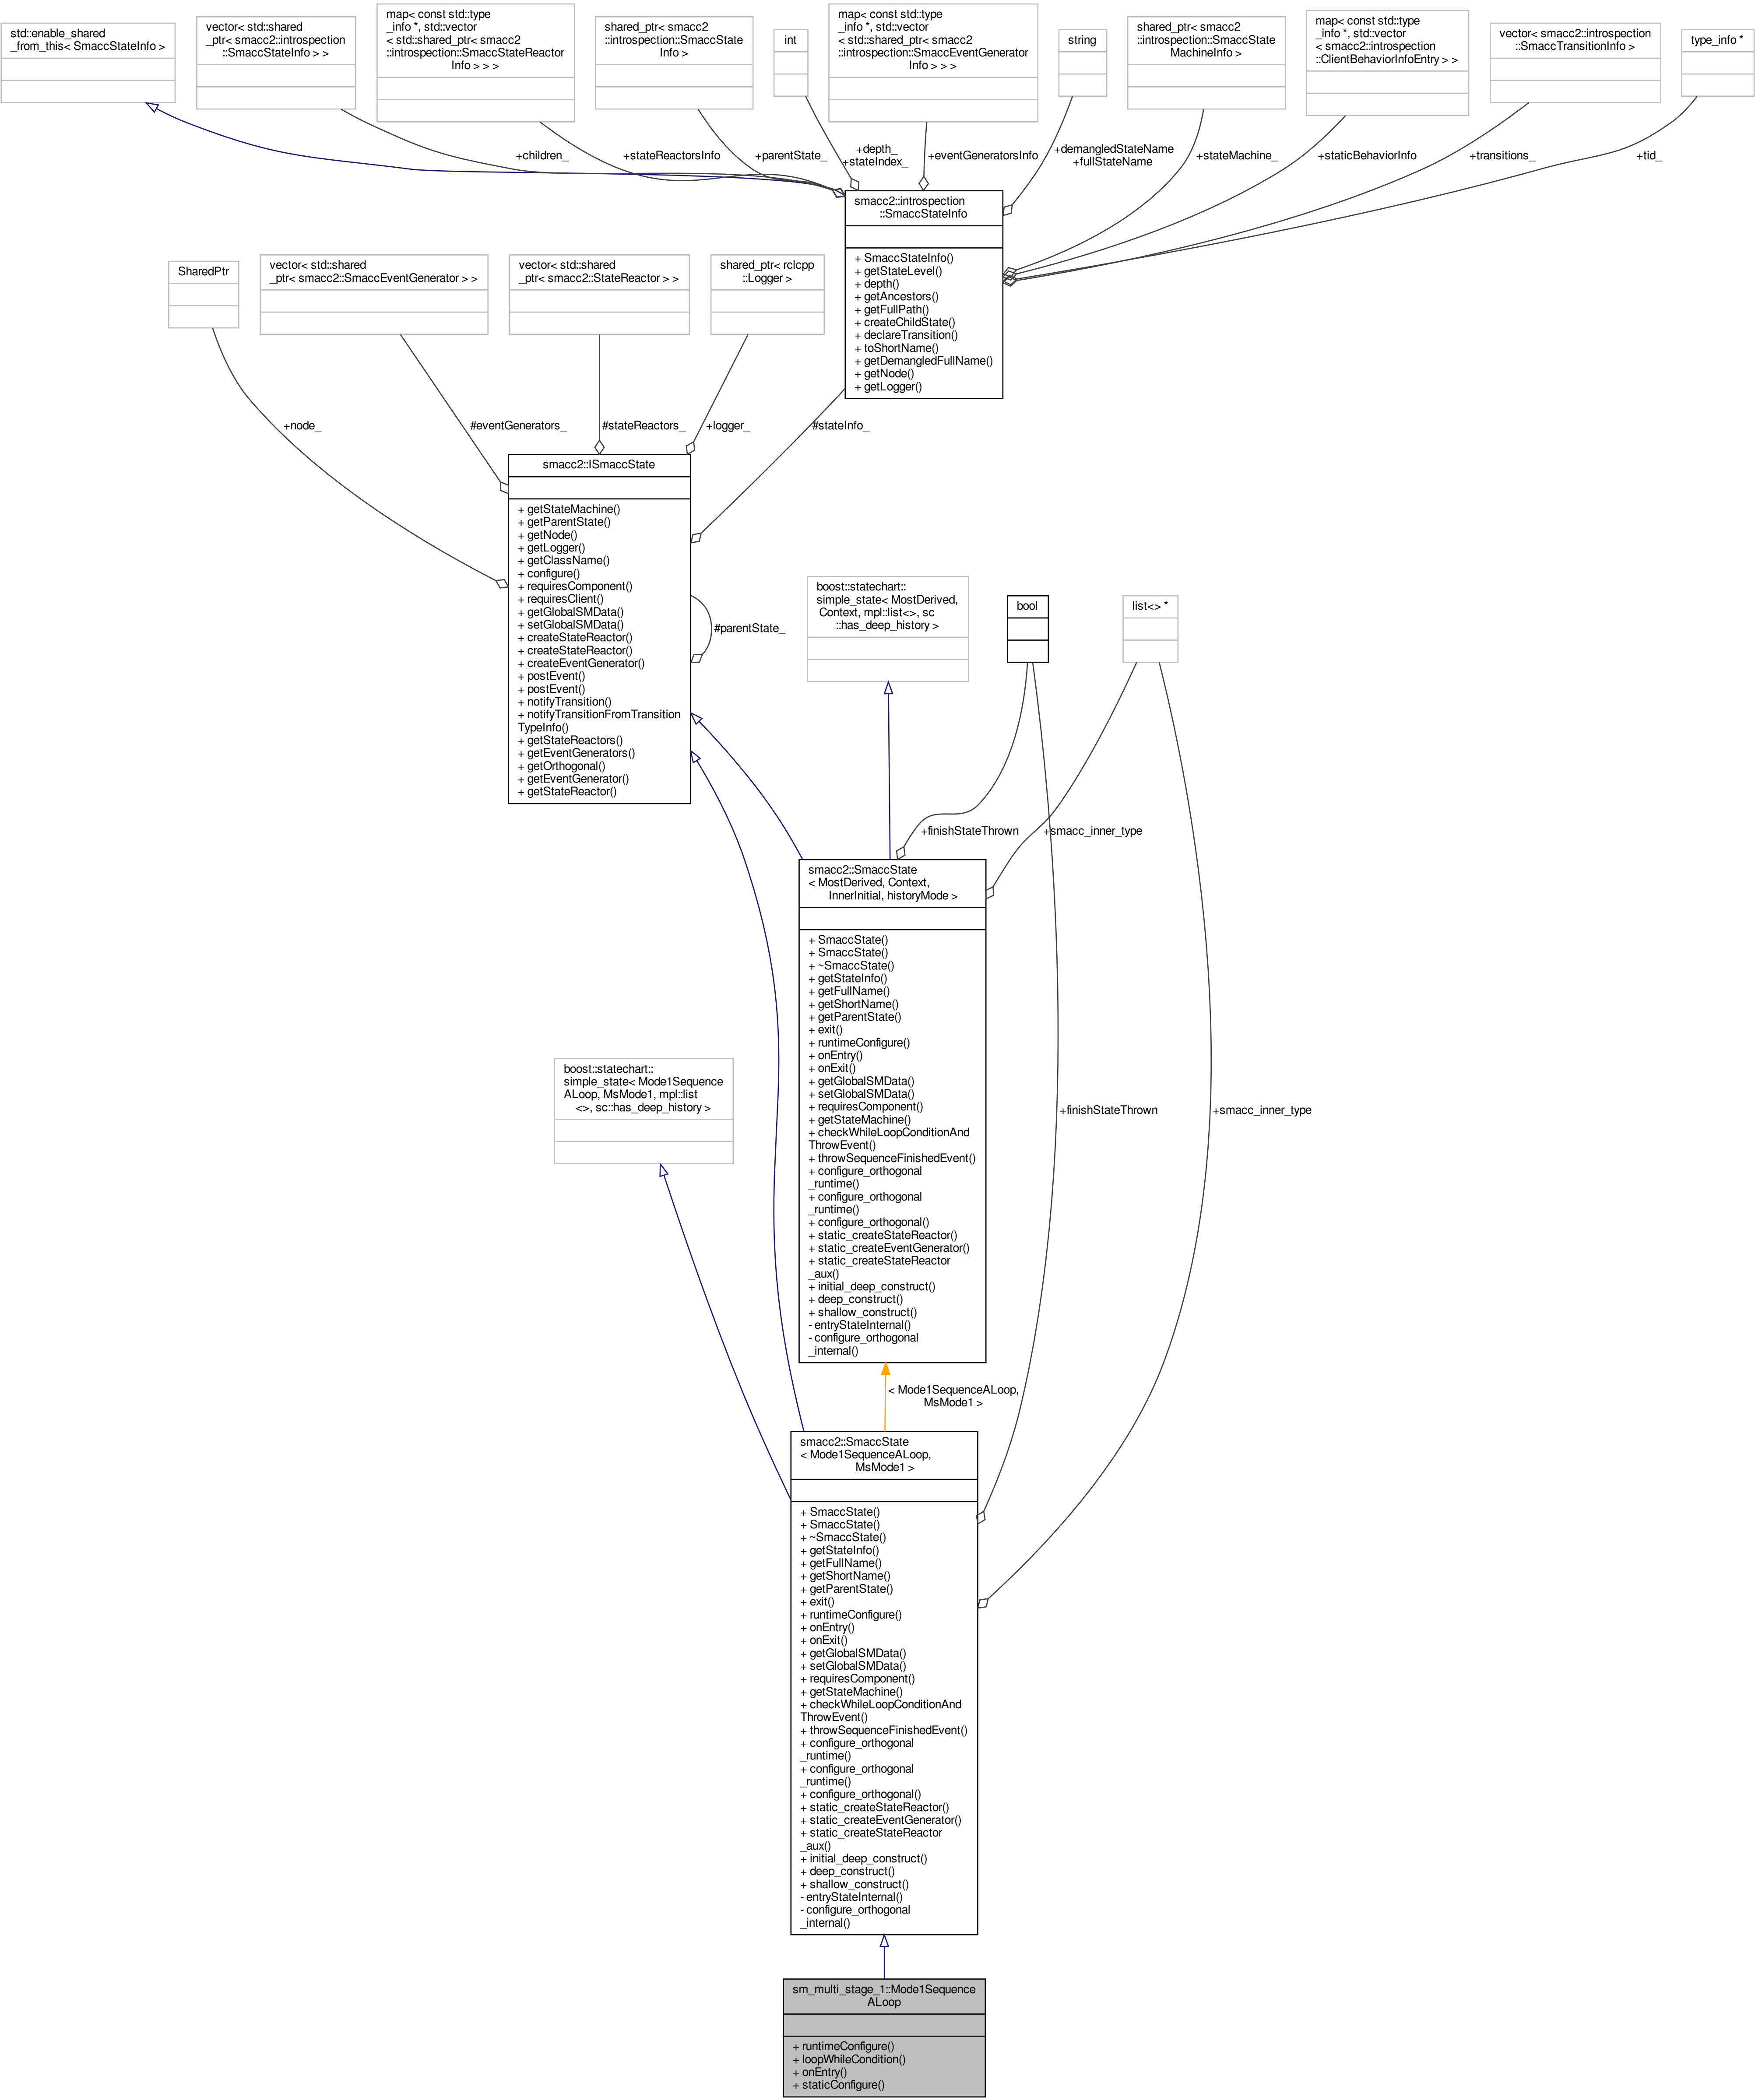 std::enable_shared
_from_this< SmaccStateInfo >
vector< std::shared
_ptr< smacc2::introspection
::SmaccStateInfo > >
map< const std::type
_info *, std::vector
< std::shared_ptr< smacc2
::introspection::SmaccStateReactor
Info > > >
shared_ptr< smacc2
::introspection::SmaccState
Info >
int
map< const std::type
_info *, std::vector
< std::shared_ptr< smacc2
::introspection::SmaccEventGenerator
Info > > >
string
shared_ptr< smacc2
::introspection::SmaccState
MachineInfo >
map< const std::type
_info *, std::vector
< smacc2::introspection
::ClientBehaviorInfoEntry > >
vector< smacc2::introspection
::SmaccTransitionInfo >
type_info *
+children_
+stateReactorsInfo
+parentState_
+depth_
+stateIndex_
+eventGeneratorsInfo
+demangledStateName
+fullStateName
+stateMachine_
+staticBehaviorInfo
+transitions_
+tid_
smacc2::introspection
::SmaccStateInfo
+ SmaccStateInfo()
+ getStateLevel()
+ depth()
+ getAncestors()
+ getFullPath()
+ createChildState()
+ declareTransition()
+ toShortName()
+ getDemangledFullName()
+ getNode()
+ getLogger()
SharedPtr
vector< std::shared
_ptr< smacc2::SmaccEventGenerator > >
vector< std::shared
_ptr< smacc2::StateReactor > >
shared_ptr< rclcpp
::Logger >
+node_
#eventGenerators_
#stateReactors_
+logger_
#stateInfo_
smacc2::ISmaccState
+ getStateMachine()
+ getParentState()
+ getNode()
+ getLogger()
+ getClassName()
+ configure()
+ requiresComponent()
+ requiresClient()
+ getGlobalSMData()
+ setGlobalSMData()
+ createStateReactor()
+ createStateReactor()
+ createEventGenerator()
+ postEvent()
+ postEvent()
+ notifyTransition()
+ notifyTransitionFromTransition
TypeInfo()
+ getStateReactors()
+ getEventGenerators()
+ getOrthogonal()
+ getEventGenerator()
+ getStateReactor()
#parentState_
boost::statechart::
simple_state< MostDerived,
Context, mpl::list<>, sc
::has_deep_history >
bool
list<> *
+finishStateThrown
+smacc_inner_type
smacc2::SmaccState
< MostDerived, Context,
InnerInitial, historyMode >
+ SmaccState()
+ SmaccState()
+ ~SmaccState()
+ getStateInfo()
+ getFullName()
+ getShortName()
+ getParentState()
+ exit()
+ runtimeConfigure()
+ onEntry()
+ onExit()
+ getGlobalSMData()
+ setGlobalSMData()
+ requiresComponent()
+ getStateMachine()
+ checkWhileLoopConditionAnd
ThrowEvent()
+ throwSequenceFinishedEvent()
+ configure_orthogonal
_runtime()
+ configure_orthogonal
_runtime()
+ configure_orthogonal()
+ static_createStateReactor()
+ static_createEventGenerator()
+ static_createStateReactor
_aux()
+ initial_deep_construct()
+ deep_construct()
+ shallow_construct()
- entryStateInternal()
- configure_orthogonal
_internal()
boost::statechart::
simple_state< Mode1Sequence
ALoop, MsMode1, mpl::list
<>, sc::has_deep_history >
+finishStateThrown
+smacc_inner_type
< Mode1SequenceALoop,
MsMode1 >
smacc2::SmaccState
< Mode1SequenceALoop,
MsMode1 >
+ SmaccState()
+ SmaccState()
+ ~SmaccState()
+ getStateInfo()
+ getFullName()
+ getShortName()
+ getParentState()
+ exit()
+ runtimeConfigure()
+ onEntry()
+ onExit()
+ getGlobalSMData()
+ setGlobalSMData()
+ requiresComponent()
+ getStateMachine()
+ checkWhileLoopConditionAnd
ThrowEvent()
+ throwSequenceFinishedEvent()
+ configure_orthogonal
_runtime()
+ configure_orthogonal
_runtime()
+ configure_orthogonal()
+ static_createStateReactor()
+ static_createEventGenerator()
+ static_createStateReactor
_aux()
+ initial_deep_construct()
+ deep_construct()
+ shallow_construct()
- entryStateInternal()
- configure_orthogonal
_internal()
sm_multi_stage_1::Mode1Sequence
ALoop
+ runtimeConfigure()
+ loopWhileCondition()
+ onEntry()
+ staticConfigure()